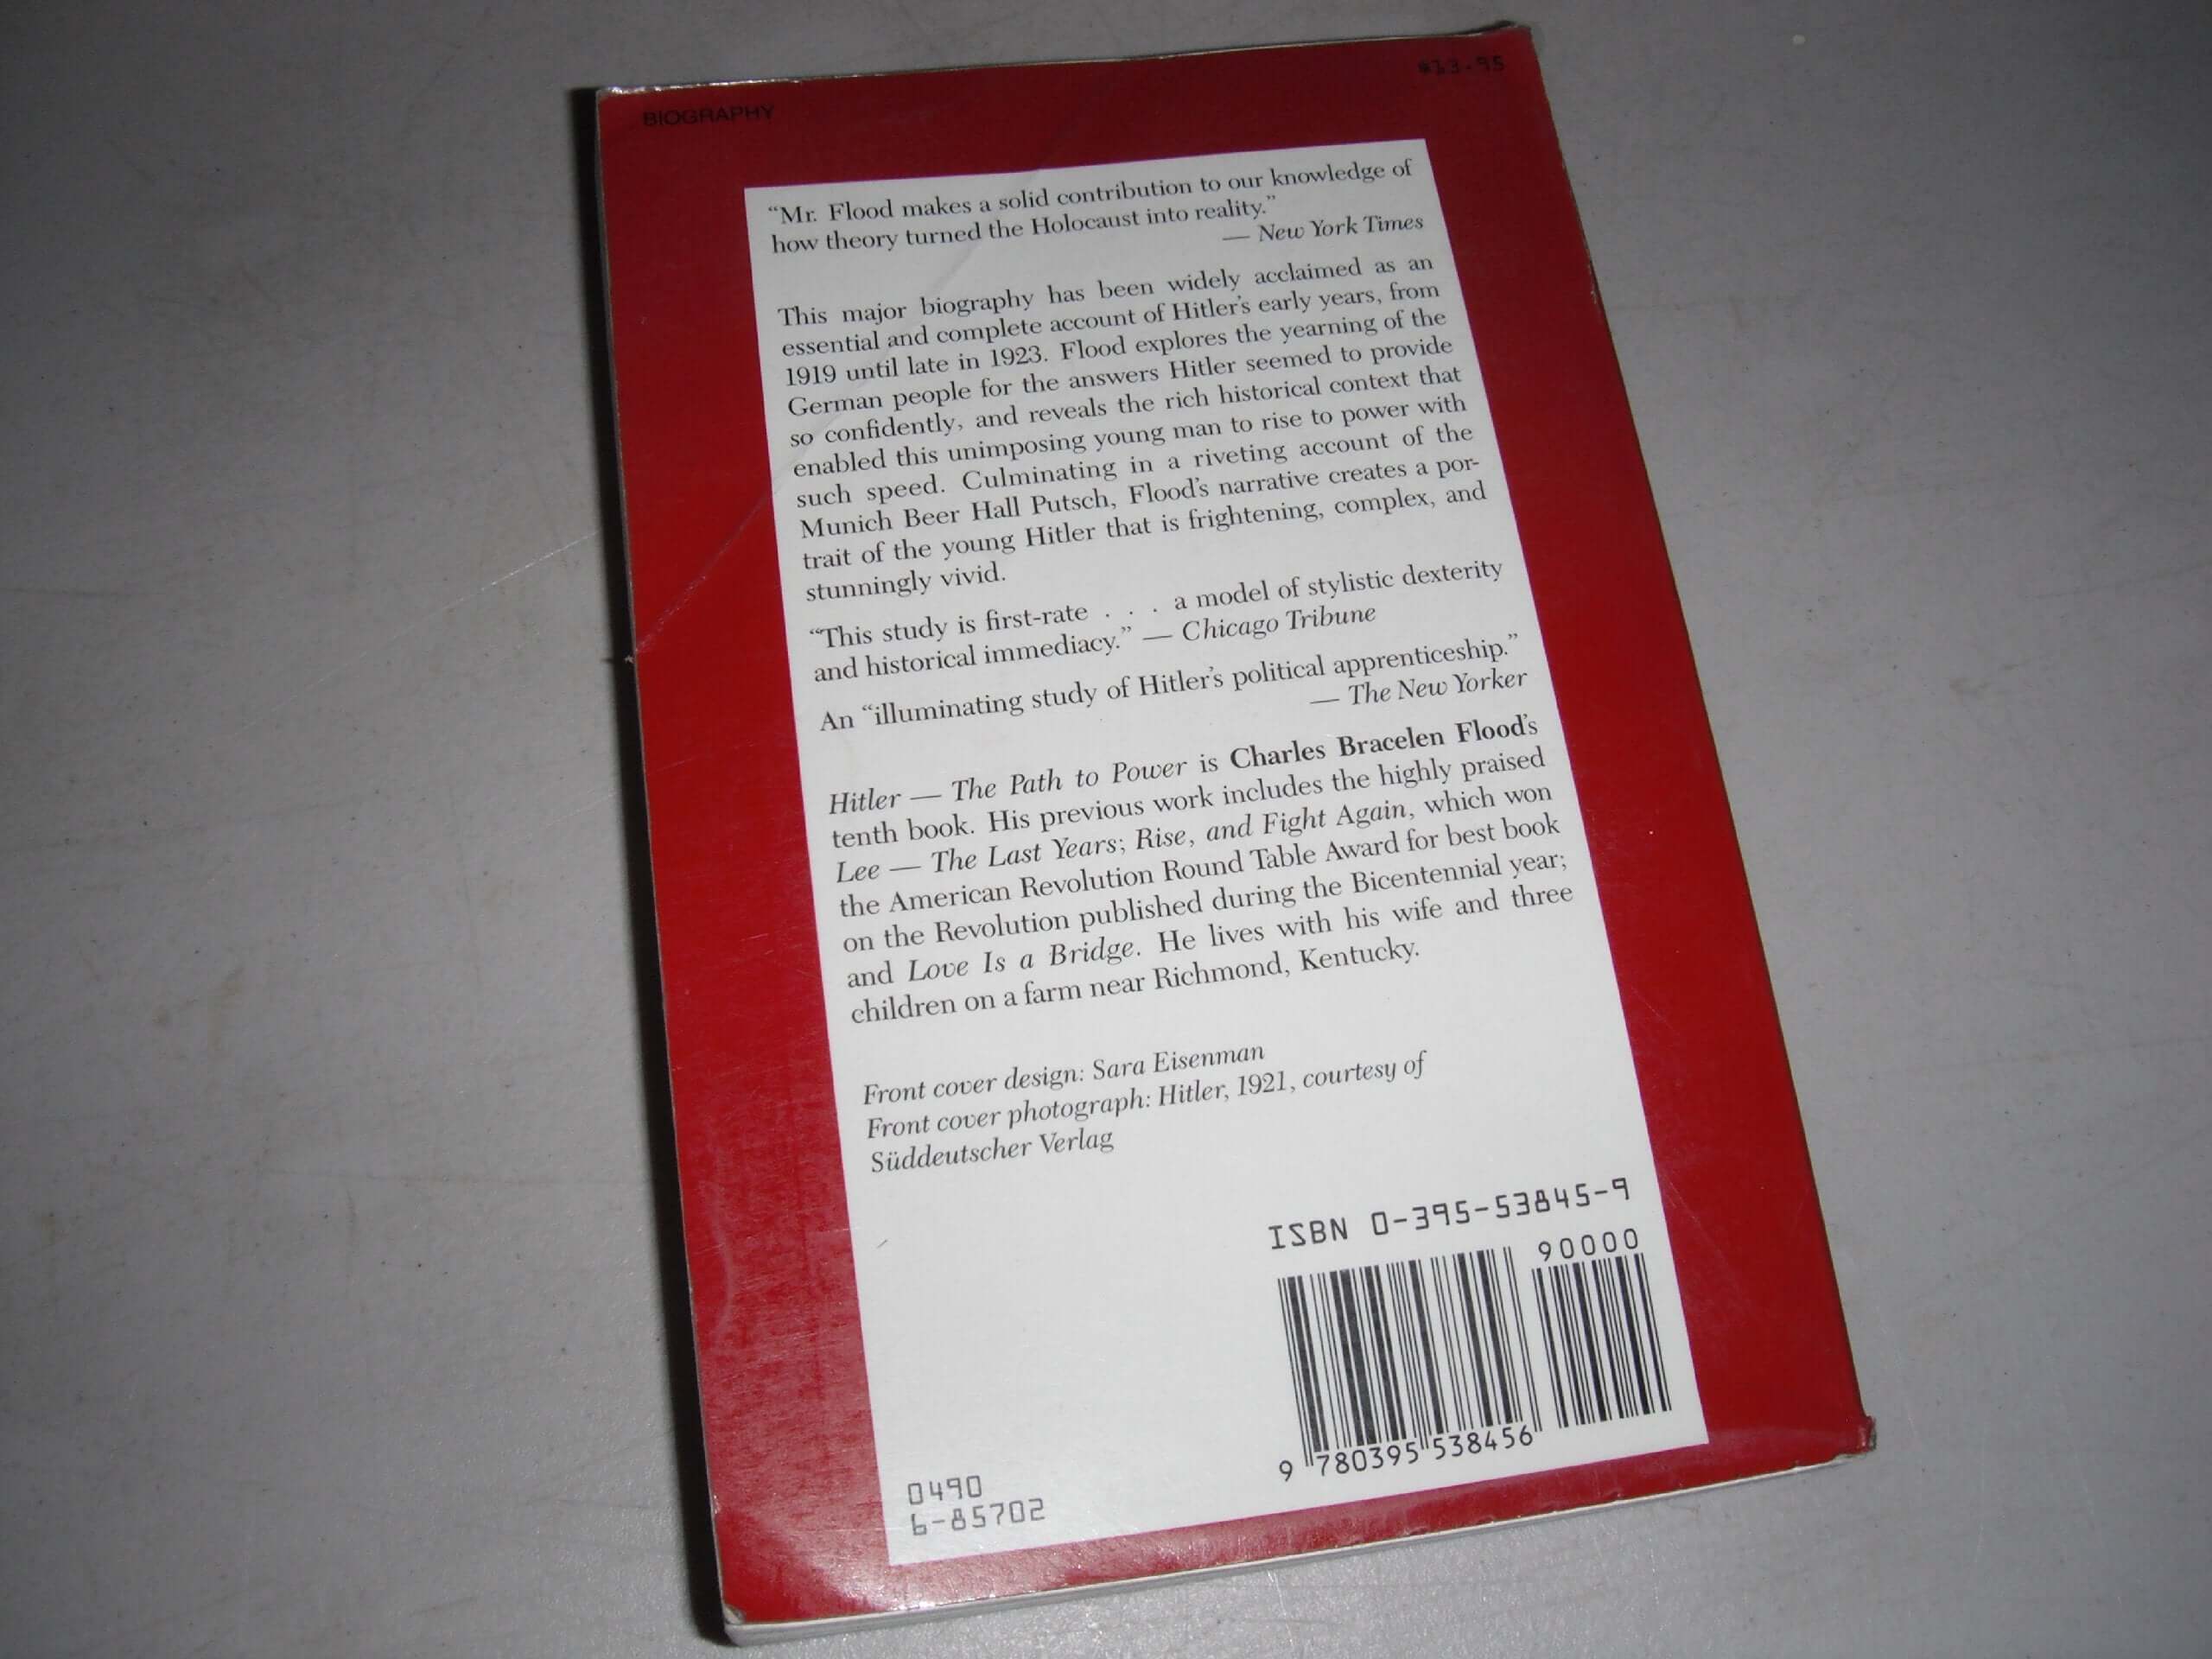 BIOGRAPHY
$13.95
“Mr. Flood makes a solid contribution to our knowledge of
how theory turned the Holocaust into reality.”
— New York Times
This major biography has been widely acclaimed as an
essential and complete account of Hitler's early years, from
1919 until late in 1923. Flood explores the yearning of the
German people for the answers Hitler seemed to provide
so confidently, and reveals the rich historical context that
enabled this unimposing young man to rise to power with
such speed. Culminating in a riveting account of the
Munich Beer Hall Putsch, Flood's narrative creates a por-
trait of the young Hitler that is frightening, complex, and
stunningly vivid.
“This study is first-rate . . . a model of stylistic dexterity
and historical immediacy.” — Chicago Tribune
An “illuminating study of Hitler's political apprenticeship.”
— The New Yorker
Hitler — The Path to Power is Charles Bracelen Flood's
tenth book. His previous work includes the highly praised
Lee — The Last Years; Rise, and Fight Again, which won
the American Revolution Round Table Award for best book
on the Revolution published during the Bicentennial year;
and Love Is a Bridge. He lives with his wife and three
children on a farm near Richmond, Kentucky.
Front cover design: Sara Eisenman
Front cover photograph: Hitler, 1921, courtesy of
Süddeutscher Verlag
ISBN 0-395-53845-9
90000
9 780395 538456
0490
6-85702